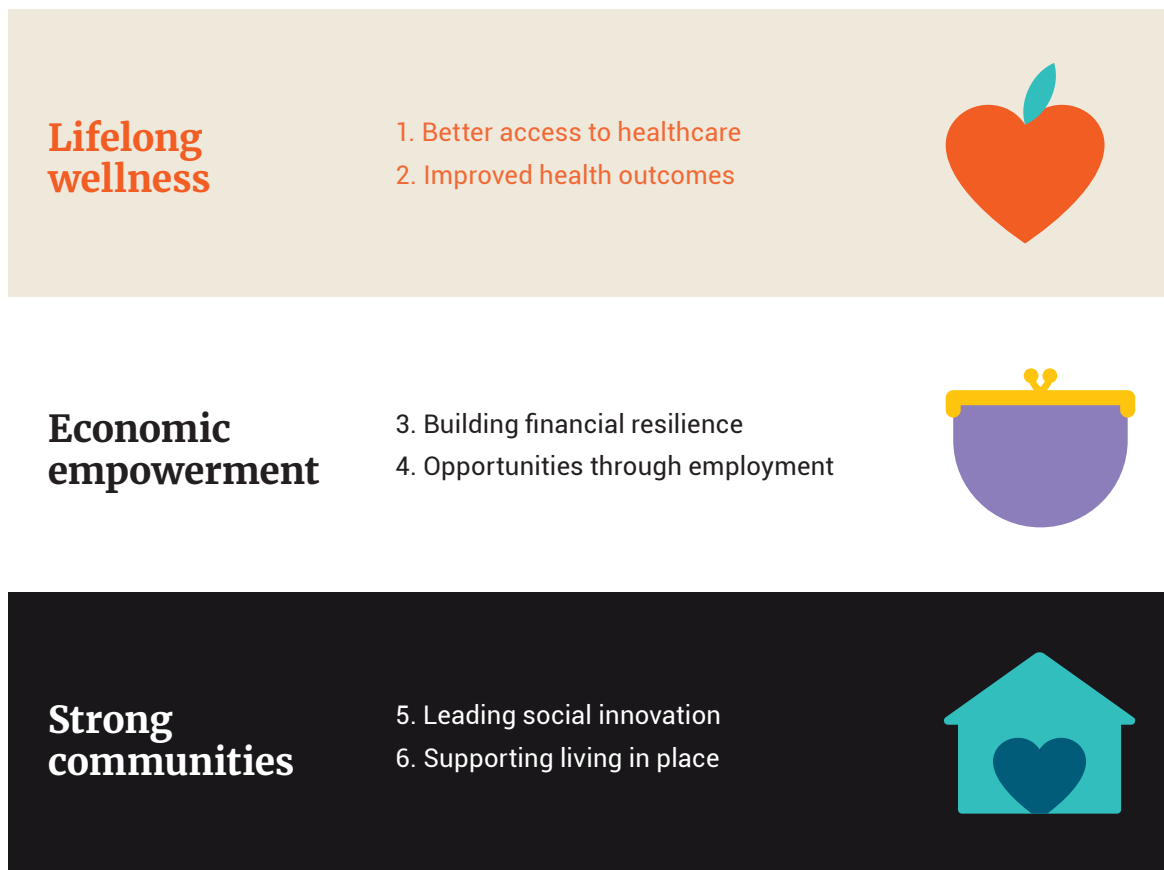 Lifelong
wellness
1. Better access to healthcare
2. Improved health outcomes
Economic
empowerment
3. Building financial resilience
4. Opportunities through employment
Strong
communities
5. Leading social innovation
6. Supporting living in place